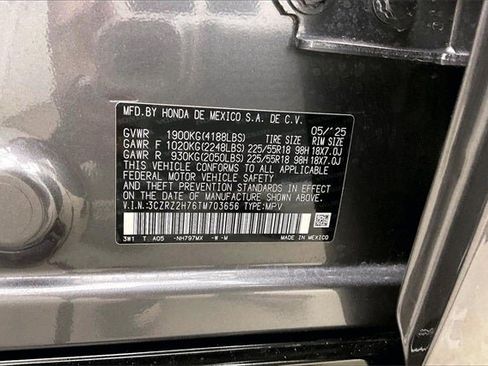 MFD.BY HONDA DE MEXICO S.A. DE C.V.
GVWR 1900KG(4188LBS) TIRE SIZE 05/'25 RIM SIZE
GAWR F 1020KG(2248LBS) 225/55R18 98H 18X7.0J
GAWR R 930KG(2050LBS) 225/55R18 98H 18X7.0J
THIS VEHICLE CONFORMS TO ALL APPLICABLE
FEDERAL MOTOR VEHICLE SAFETY AND
THEFT PREVENTION STANDARDS IN EFFECT ON
THE DATE OF MANUFACTURE SHOWN ABOVE.
V.I.N.:3CZRZ2H76TM703656 TYPE:MPV
3W1 T A05 -NH797MX -W -M MADE IN MEXICO